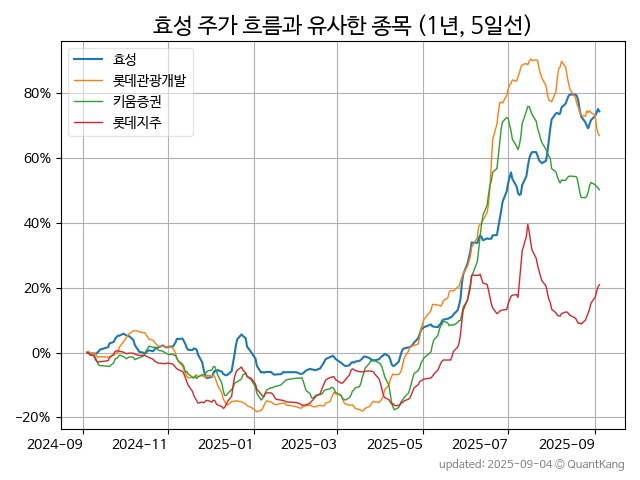 효성 주가 흐름과 유사한 종목 (1년, 5일선)
효성
롯데관광개발
키움증권
롯데지주
80%
60%
40%
20%
0%
−20%
2024-09
2024-11
2025-01
2025-03
2025-05
2025-07
2025-09
updated: 2025-09-04 © QuantKang